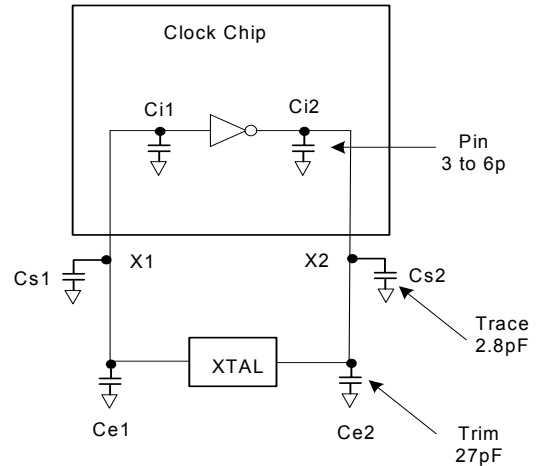 Clock Chip
Ci1
Ci2
Pin
3 to 6p
X1
X2
Cs1
Cs2
Trace
2.8pF
XTAL
Ce1
Ce2
Trim
27pF